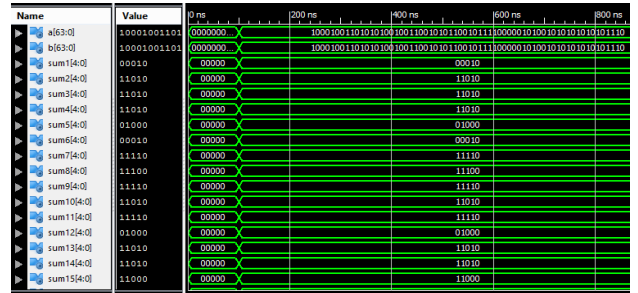 Name Value 0 ns 200 ns 400 ns 600 ns 800 ns
a[63:0] 10001001101 0000000...
b[63:0] 10001001101 0000000...
sum1[4:0] 00010 00000 00010
sum2[4:0] 11010 00000 11010
sum3[4:0] 11010 00000 11010
sum4[4:0] 11010 00000 11010
sum5[4:0] 01000 00000 01000
sum6[4:0] 00010 00000 00010
sum7[4:0] 11110 00000 11110
sum8[4:0] 11100 00000 11100
sum9[4:0] 11110 00000 11110
sum10[4:0] 11010 00000 11010
sum11[4:0] 11110 00000 11110
sum12[4:0] 01000 00000 01000
sum13[4:0] 11010 00000 11010
sum14[4:0] 11010 00000 11010
sum15[4:0] 11000 00000 11000